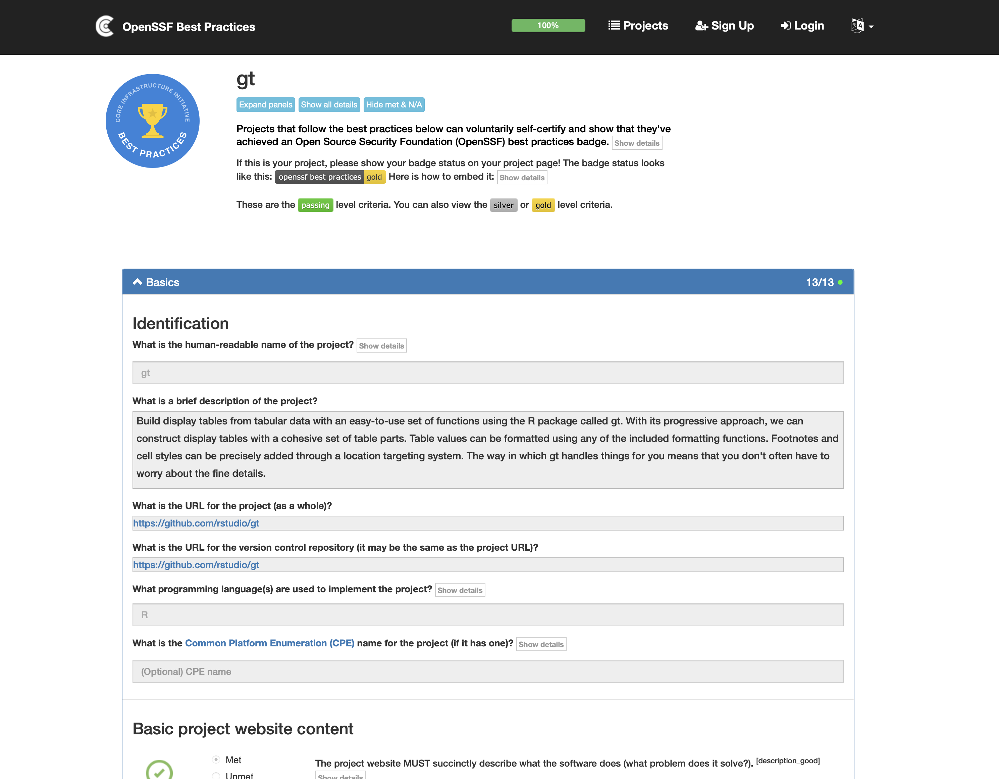 OpenSSF Best Practices
100%
Projects
Sign Up
Login
CORE INFRASTRUCTURE INITIATIVE
BEST PRACTICES
gt
Expand panels Show all details Hide met & N/A
Projects that follow the best practices below can voluntarily self-certify and show that they've
achieved an Open Source Security Foundation (OpenSSF) best practices badge. Show details
If this is your project, please show your badge status on your project page! The badge status looks
like this: openssf best practices gold Here is how to embed it: Show details
These are the passing level criteria. You can also view the silver or gold level criteria.
Basics 13/13
Identification
What is the human-readable name of the project? Show details
gt
What is a brief description of the project?
Build display tables from tabular data with an easy-to-use set of functions using the R package called gt. With its progressive approach, we can
construct display tables with a cohesive set of table parts. Table values can be formatted using any of the included formatting functions. Footnotes and
cell styles can be precisely added through a location targeting system. The way in which gt handles things for you means that you don't often have to
worry about the fine details.
What is the URL for the project (as a whole)?
https://github.com/rstudio/gt
What is the URL for the version control repository (it may be the same as the project URL)?
https://github.com/rstudio/gt
What programming language(s) are used to implement the project? Show details
R
What is the Common Platform Enumeration (CPE) name for the project (if it has one)? Show details
(Optional) CPE name
Basic project website content
Met
Unmet
The project website MUST succinctly describe what the software does (what problem does it solve?). [description_good]
Show details